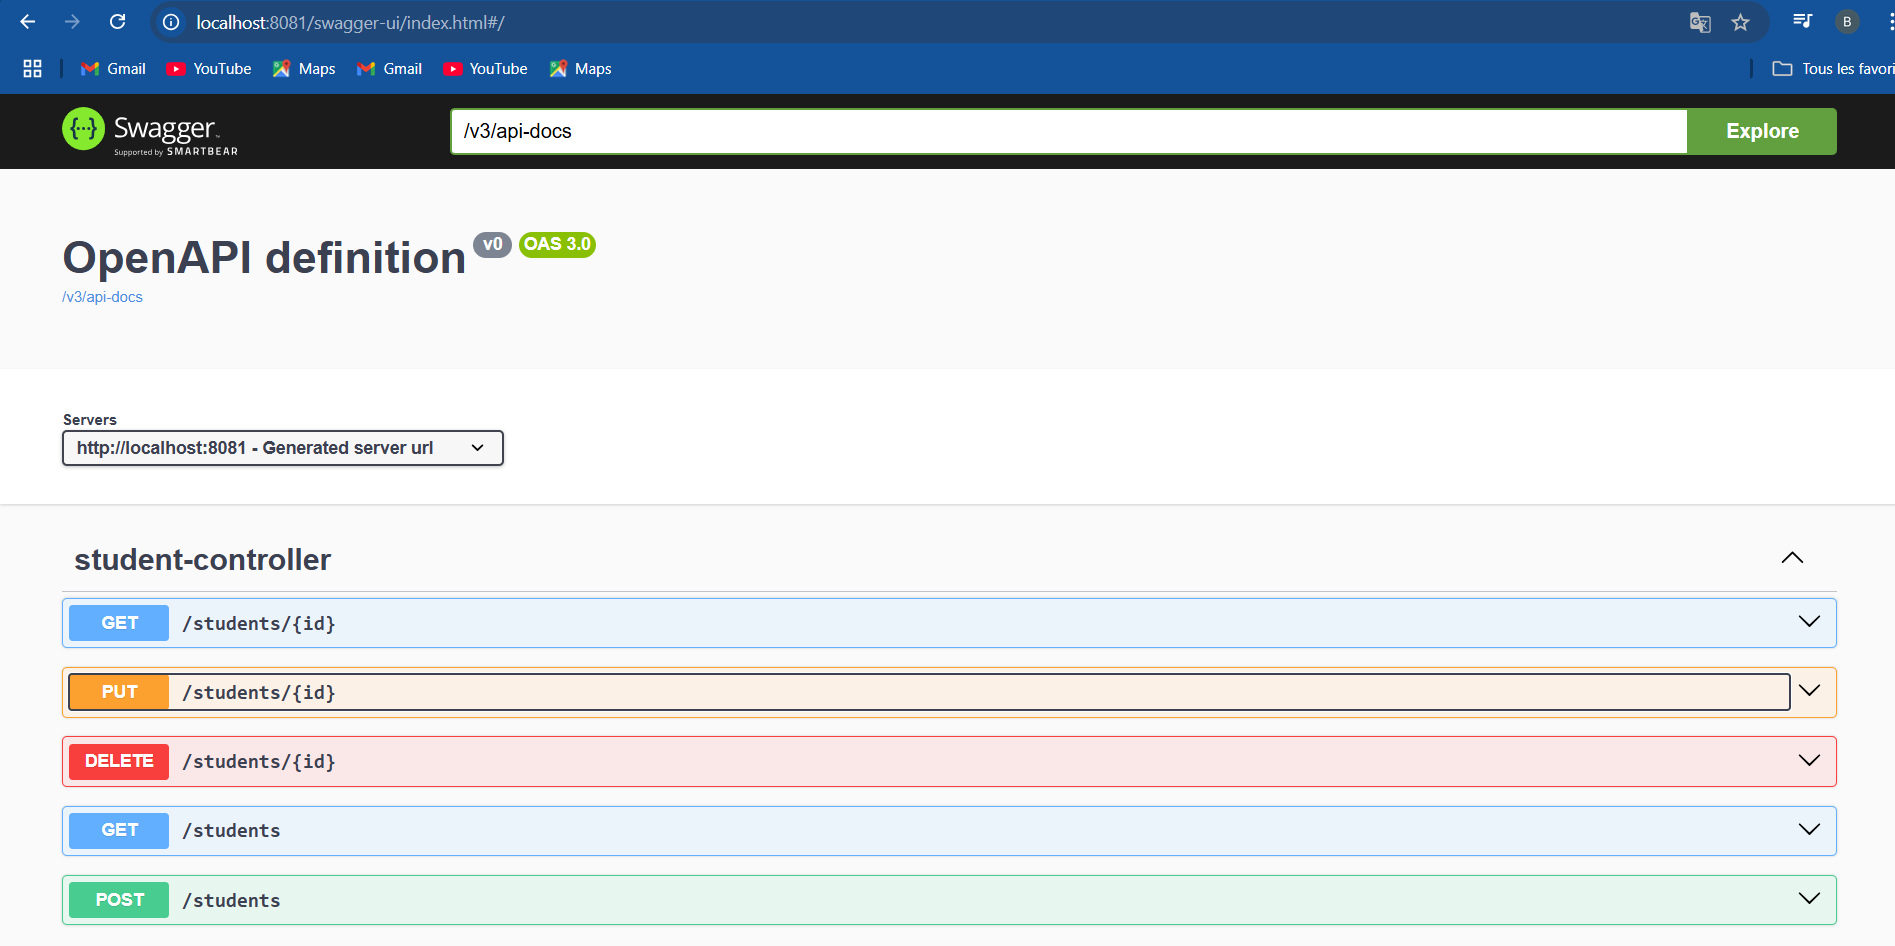 localhost:8081/swagger-ui/index.html#/
B
Gmail YouTube Maps Gmail YouTube Maps Tous les favori
{···} Swagger™
Supported by SMARTBEAR
/v3/api-docs Explore
OpenAPI definition v0 OAS 3.0
/v3/api-docs
Servers
http://localhost:8081 - Generated server url
student-controller
GET /students/{id}
PUT /students/{id}
DELETE /students/{id}
GET /students
POST /students